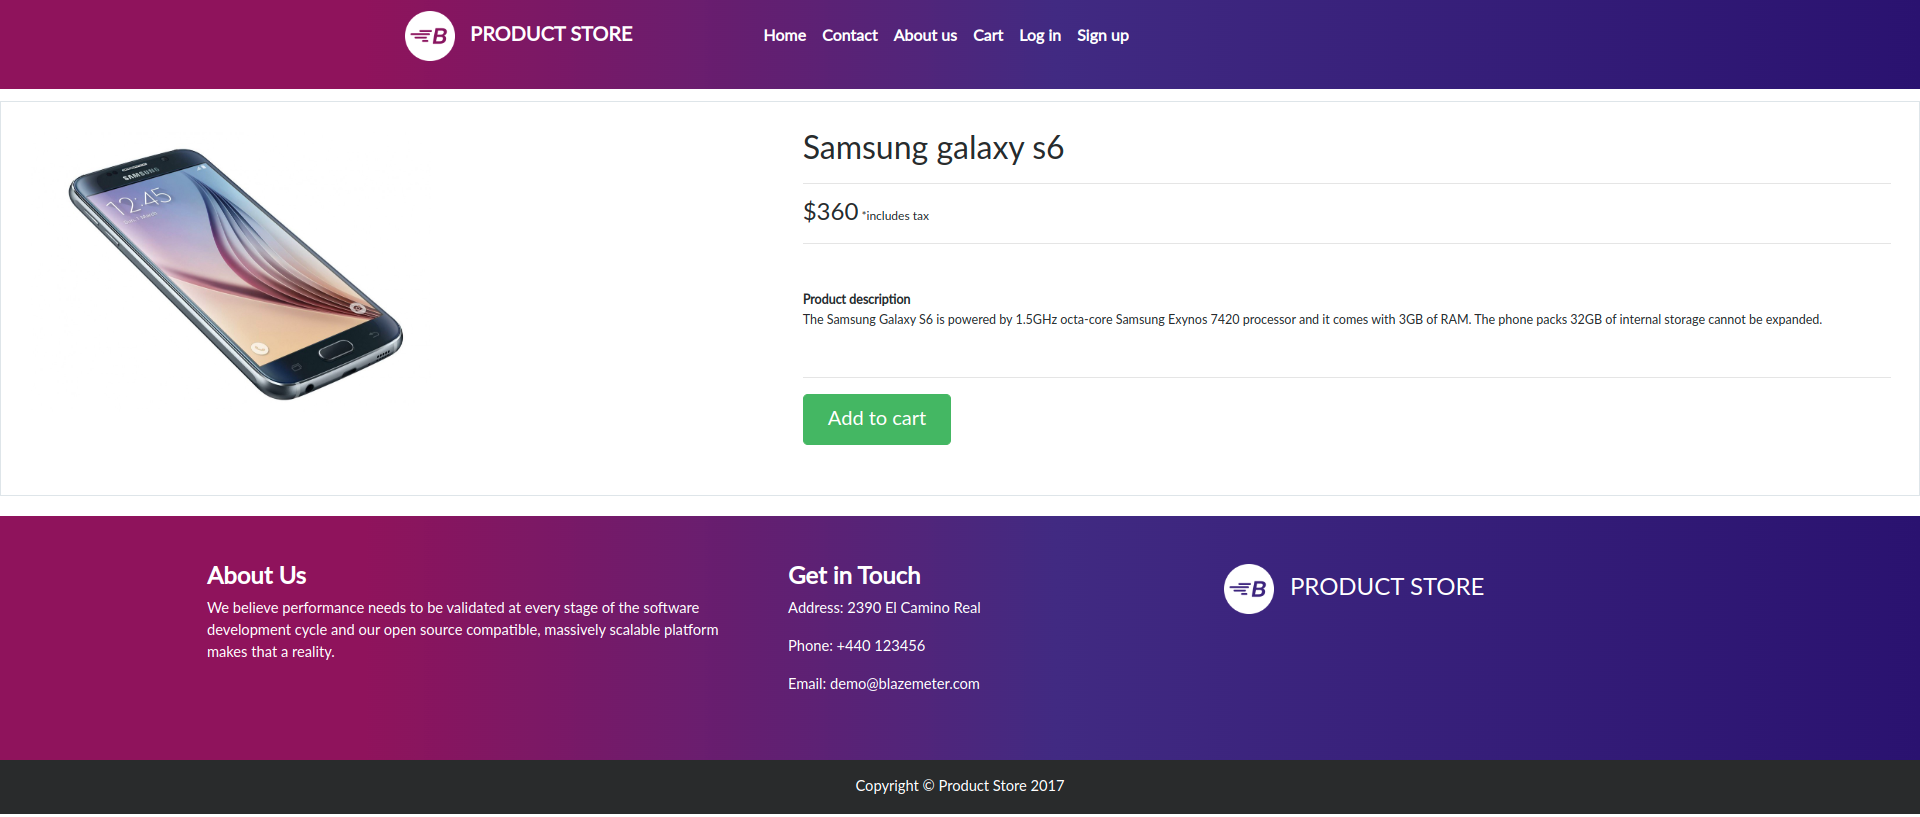 B PRODUCT STORE
Home Contact About us Cart Log in Sign up
SAMSUNG
12:45
Samsung galaxy s6
$360 *includes tax
Product description
The Samsung Galaxy S6 is powered by 1.5GHz octa-core Samsung Exynos 7420 processor and it comes with 3GB of RAM. The phone packs 32GB of internal storage cannot be expanded.
Add to cart
About Us
We believe performance needs to be validated at every stage of the software
development cycle and our open source compatible, massively scalable platform
makes that a reality.
Get in Touch
Address: 2390 El Camino Real
Phone: +440 123456
Email: demo@blazemeter.com
B PRODUCT STORE
Copyright © Product Store 2017